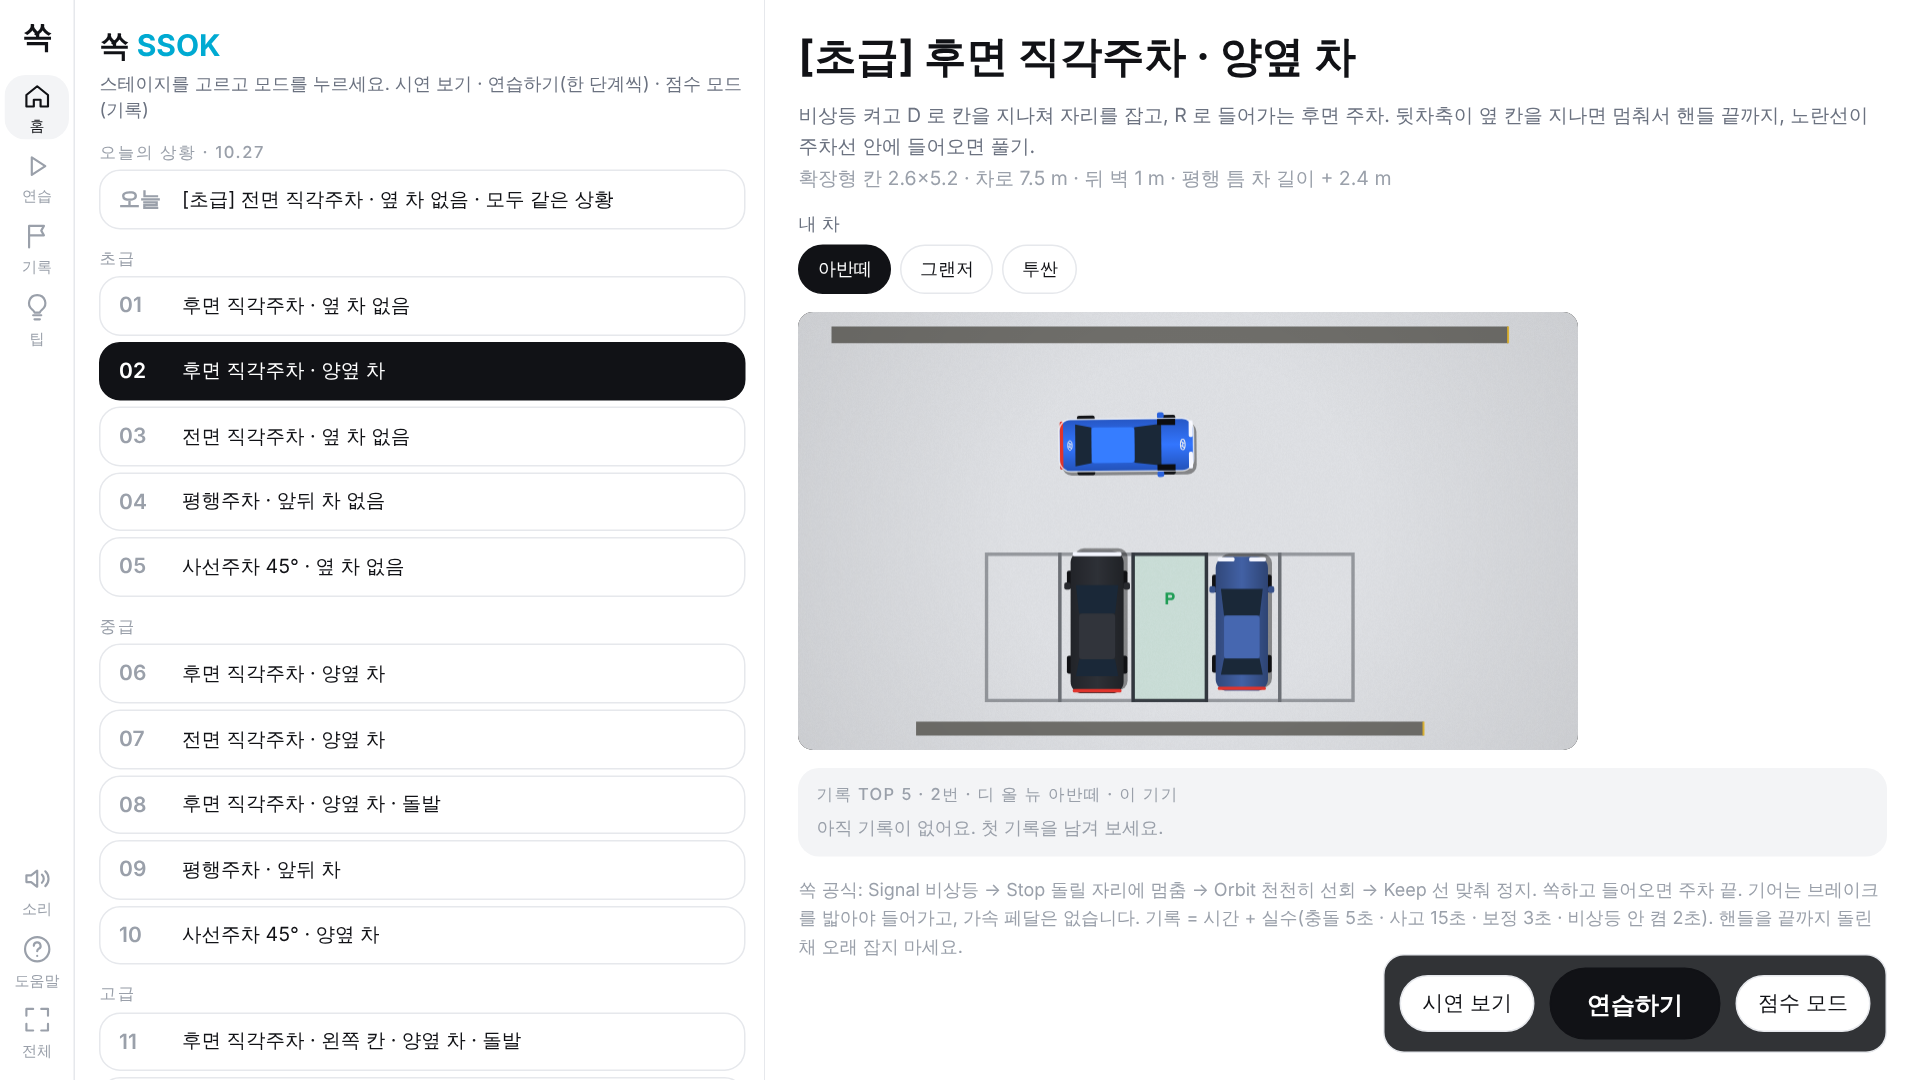 쏙
홈
연습
기록
팁
소리
도움말
전체
쏙 SSOK
스테이지를 고르고 모드를 누르세요. 시연 보기 · 연습하기(한 단계씩) · 점수 모드
(기록)
오늘의 상황 · 10.27
오늘 [초급] 전면 직각주차 · 옆 차 없음 · 모두 같은 상황
초급
01 후면 직각주차 · 옆 차 없음
02 후면 직각주차 · 양옆 차
03 전면 직각주차 · 옆 차 없음
04 평행주차 · 앞뒤 차 없음
05 사선주차 45° · 옆 차 없음
중급
06 후면 직각주차 · 양옆 차
07 전면 직각주차 · 양옆 차
08 후면 직각주차 · 양옆 차 · 돌발
09 평행주차 · 앞뒤 차
10 사선주차 45° · 양옆 차
고급
11 후면 직각주차 · 왼쪽 칸 · 양옆 차 · 돌발
[초급] 후면 직각주차 · 양옆 차
비상등 켜고 D 로 칸을 지나쳐 자리를 잡고, R 로 들어가는 후면 주차. 뒷차축이 옆 칸을 지나면 멈춰서 핸들 끝까지, 노란선이
주차선 안에 들어오면 풀기.
확장형 칸 2.6×5.2 · 차로 7.5 m · 뒤 벽 1 m · 평행 틈 차 길이 + 2.4 m
내 차
아반떼 그랜저 투싼
P
기록 TOP 5 · 2번 · 디 올 뉴 아반떼 · 이 기기
아직 기록이 없어요. 첫 기록을 남겨 보세요.
쏙 공식: Signal 비상등 → Stop 돌릴 자리에 멈춤 → Orbit 천천히 선회 → Keep 선 맞춰 정지. 쏙하고 들어오면 주차 끝. 기어는 브레이크
를 밟아야 들어가고, 가속 페달은 없습니다. 기록 = 시간 + 실수(충돌 5초 · 사고 15초 · 보정 3초 · 비상등 안 켬 2초). 핸들을 끝까지 돌린
채 오래 잡지 마세요.
시연 보기 연습하기 점수 모드